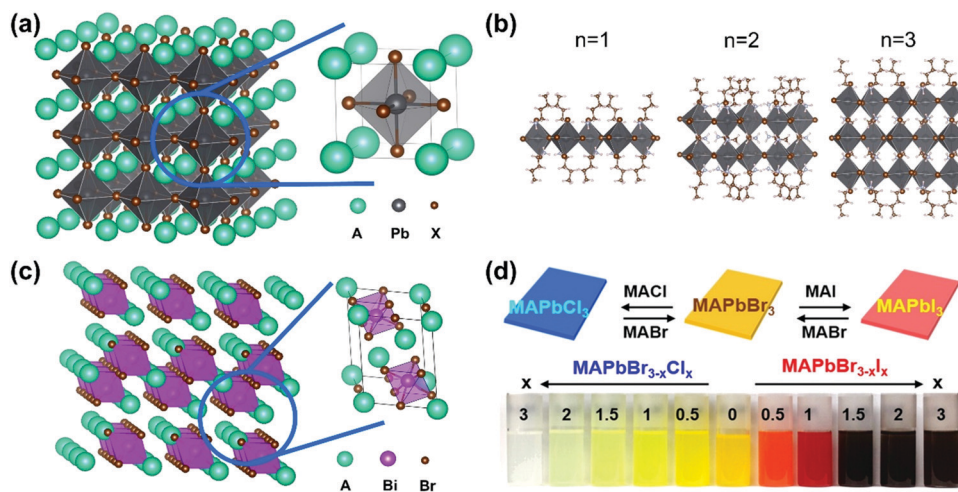 (a)
A Pb X
(b)
n=1 n=2 n=3
(c)
A Bi Br
(d)
MAPbCl3
MACl
MABr
MAPbBr3
MAI
MABr
MAPbI3
x MAPbBr3-xClx MAPbBr3-xIx x
3 2 1.5 1 0.5 0 0.5 1 1.5 2 3